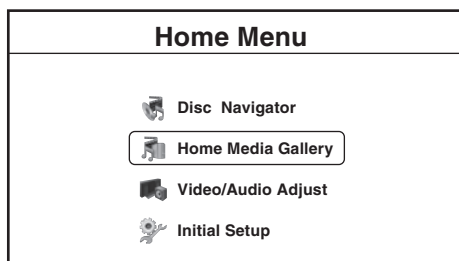 Home Menu
Disc Navigator
Home Media Gallery
Video/Audio Adjust
Initial Setup